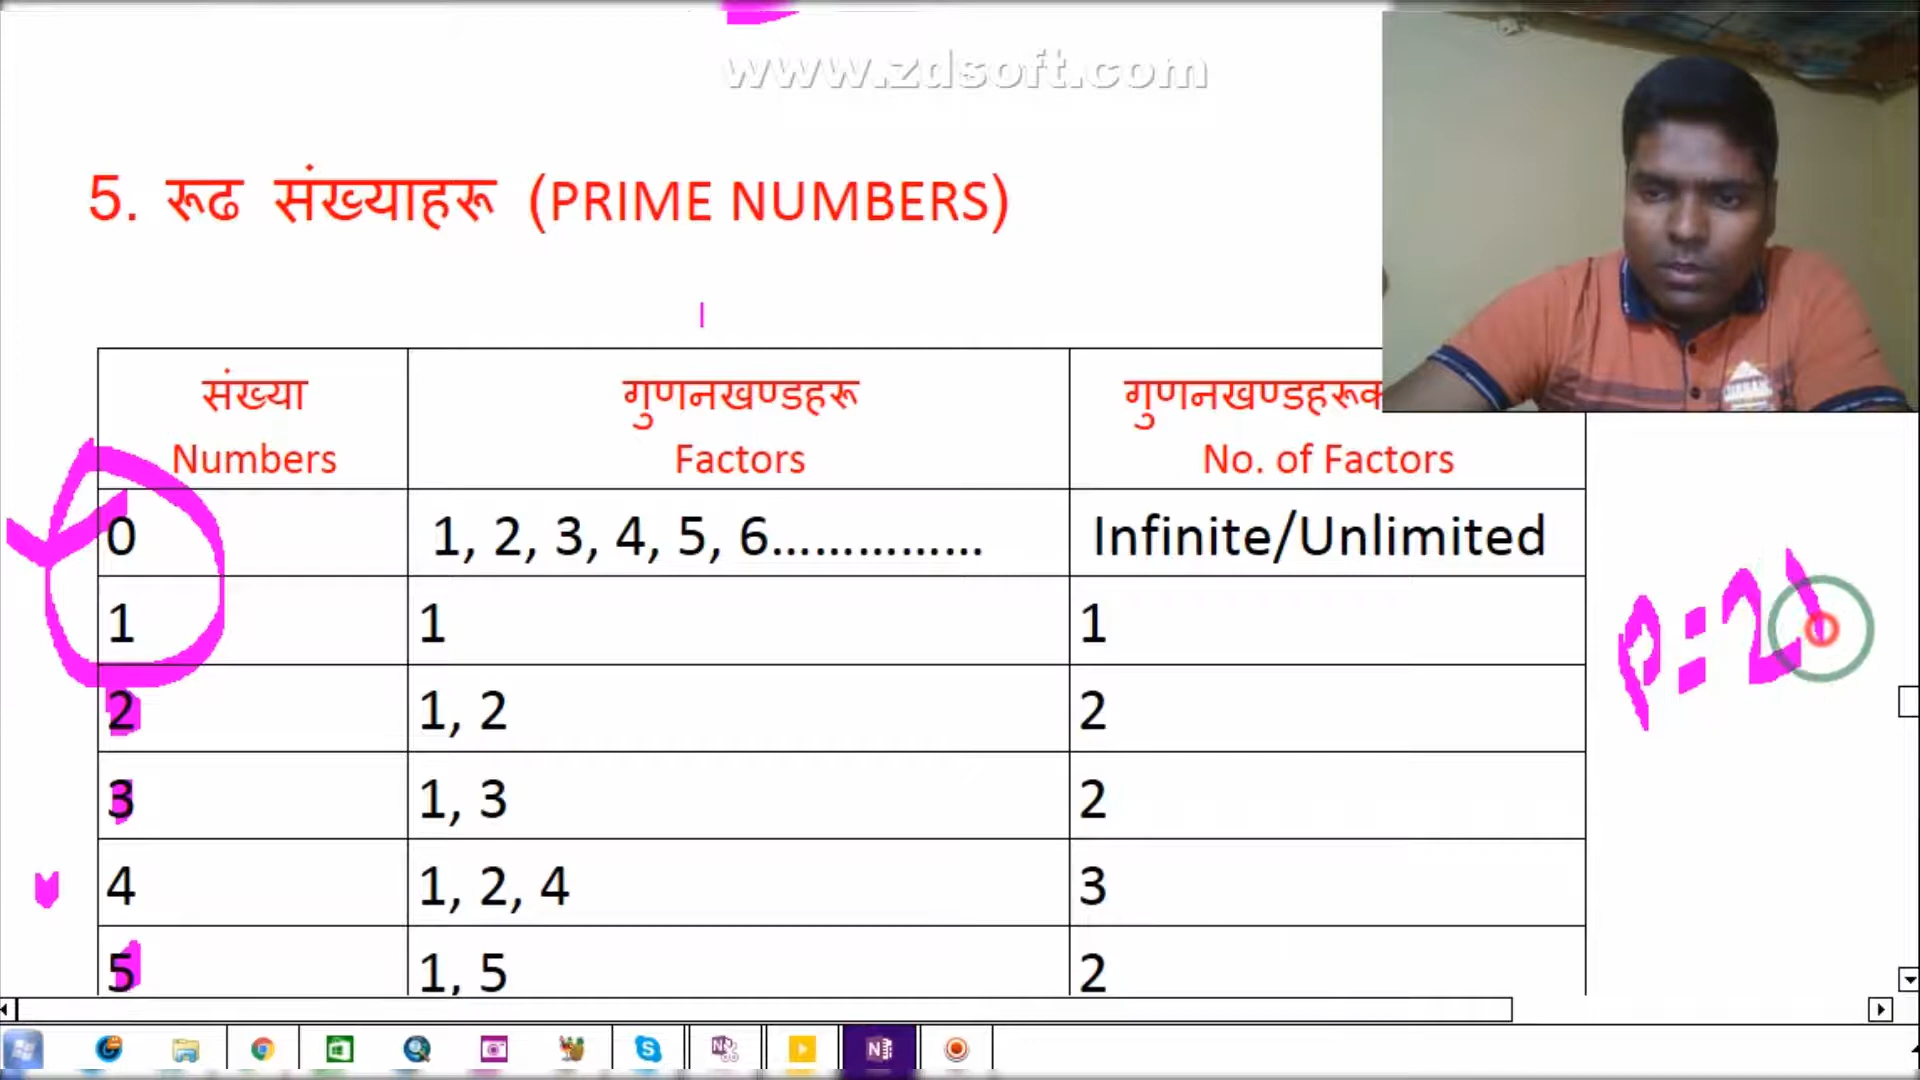 www.zdsoft.com
5. रूढ संख्याहरू (PRIME NUMBERS)
संख्या गुणनखण्डहरू
Numbers Factors No. of Factors
0 1, 2, 3, 4, 5, 6...............  Infinite/Unlimited
1 1 1
2 1, 2 2
3 1, 3 2
4 1, 2, 4 3
5 1, 5 2
P = 2,